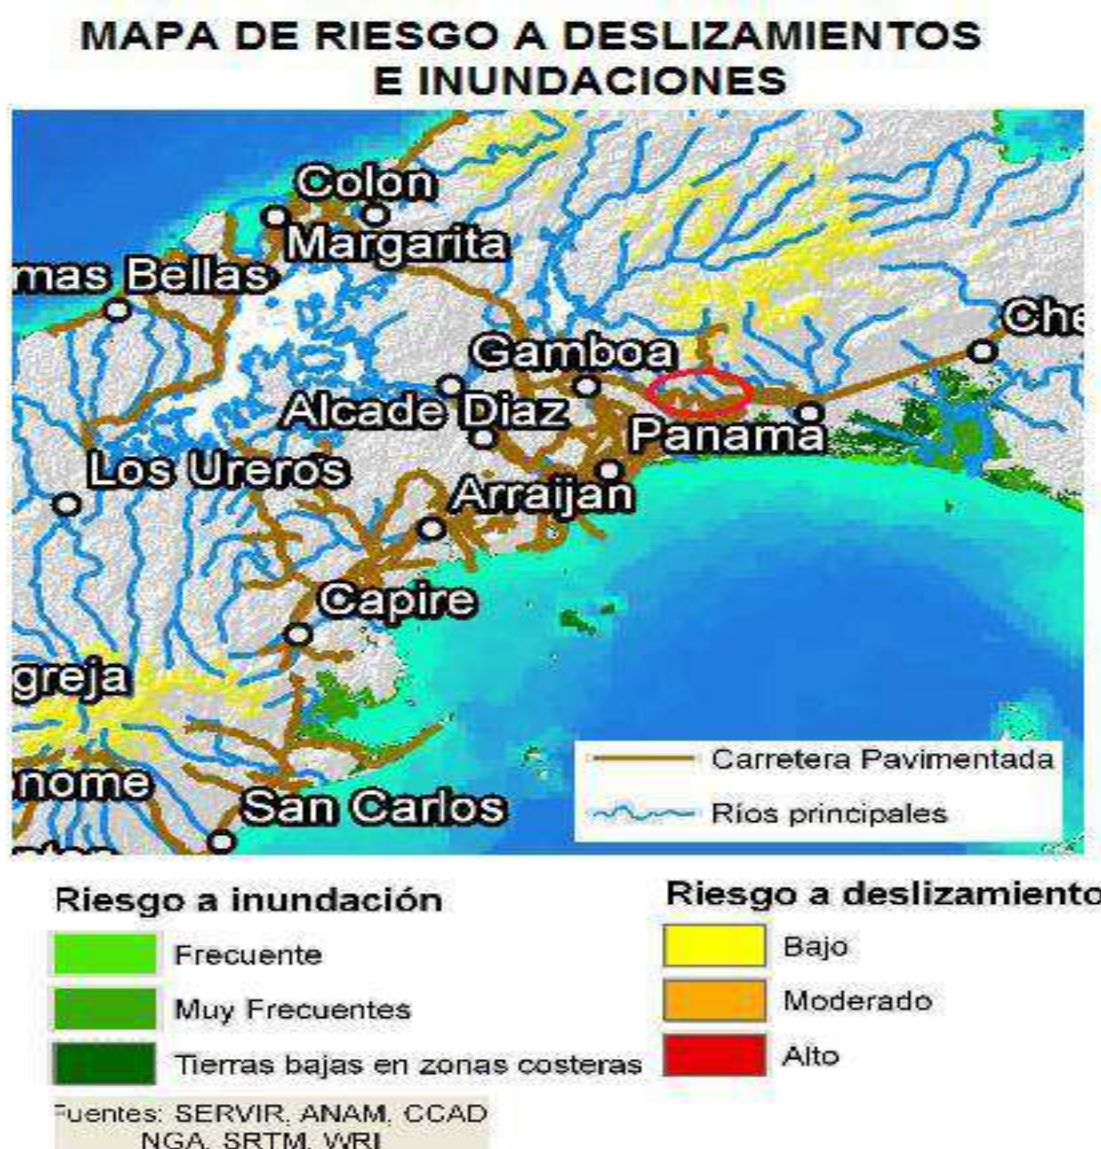 MAPA DE RIESGO A DESLIZAMIENTOS
E INUNDACIONES
Colon
Margarita
mas Bellas
Che
Gamboa
Alcade Diaz
Panama
Los Ureros
Arraijan
Capire
greja
nome
San Carlos
Carretera Pavimentada
Ríos principales
Riesgo a inundación
Frecuente
Muy Frecuentes
Tierras bajas en zonas costeras
Riesgo a deslizamiento
Bajo
Moderado
Alto
Fuentes: SERVIR, ANAM, CCAD
NGA, SRTM, WRI